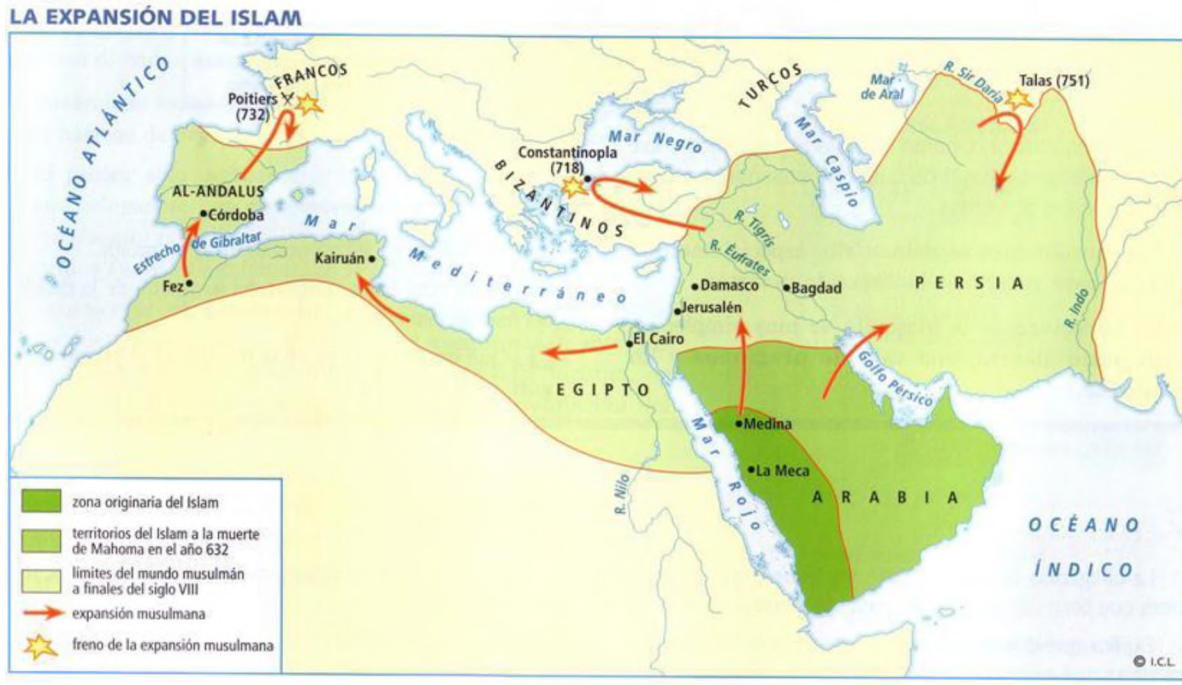 LA EXPANSIÓN DEL ISLAM
OCÉANO ATLÁNTICO
FRANCOS
Poitiers
(732)
TURCOS
Mar
de Aral
R. Sir Daria
Talas (751)
Mar Negro
Mar Caspio
Constantinopla
(718)
BIZANTINOS
AL-ANDALUS
Córdoba
Estrecho de Gibraltar
Fez
Kairuán
Mar Mediterráneo
R. Tigris
R. Éufrates
Damasco
Bagdad
Jerusalén
PERSIA
R. Indo
El Cairo
EGIPTO
Golfo Pérsico
Medina
La Meca
Mar Rojo
R. Nilo
ARABIA
OCÉANO
ÍNDICO
zona originaria del Islam
territorios del Islam a la muerte
de Mahoma en el año 632
límites del mundo musulmán
a finales del siglo VIII
expansión musulmana
freno de la expansión musulmana
© I.C.L.